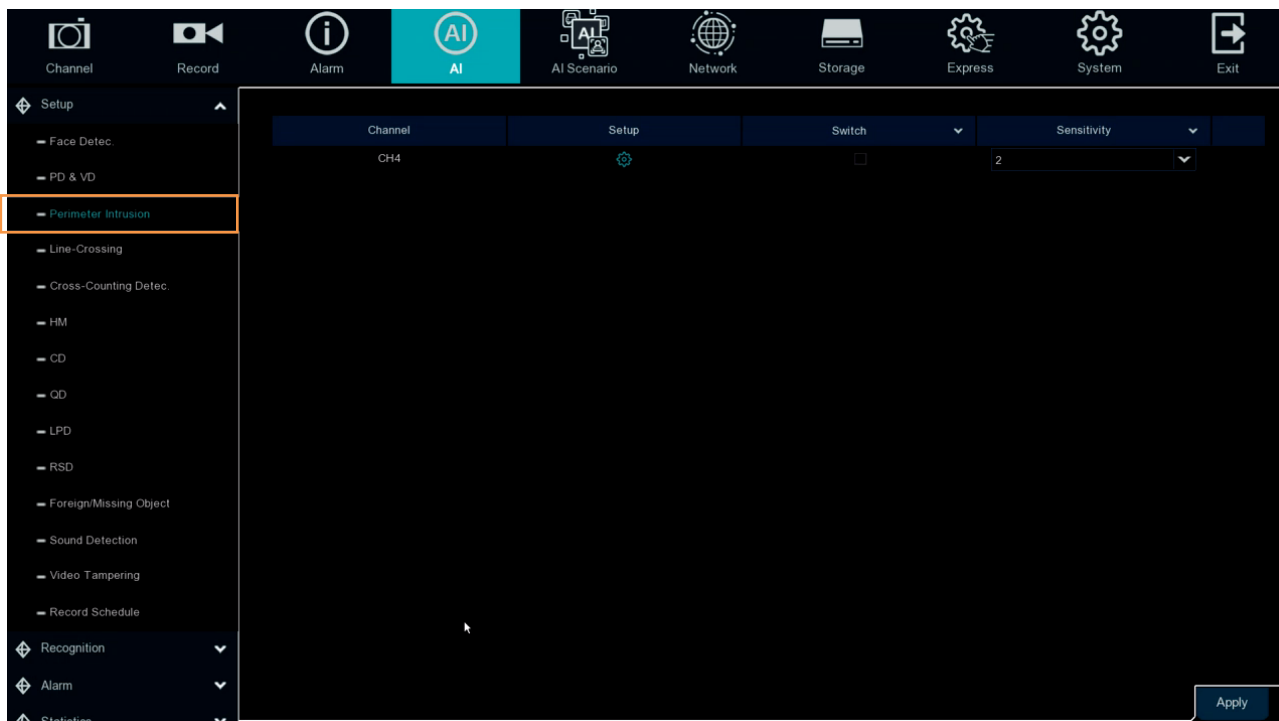 Channel Record Alarm AI AI Scenario Network Storage Express System Exit
Setup
Face Detec.
PD & VD
Perimeter Intrusion
Line-Crossing
Cross-Counting Detec.
HM
CD
QD
LPD
RSD
Foreign/Missing Object
Sound Detection
Video Tampering
Record Schedule
Recognition
Alarm
Statistics
Channel Setup Switch Sensitivity
CH4 2
Apply